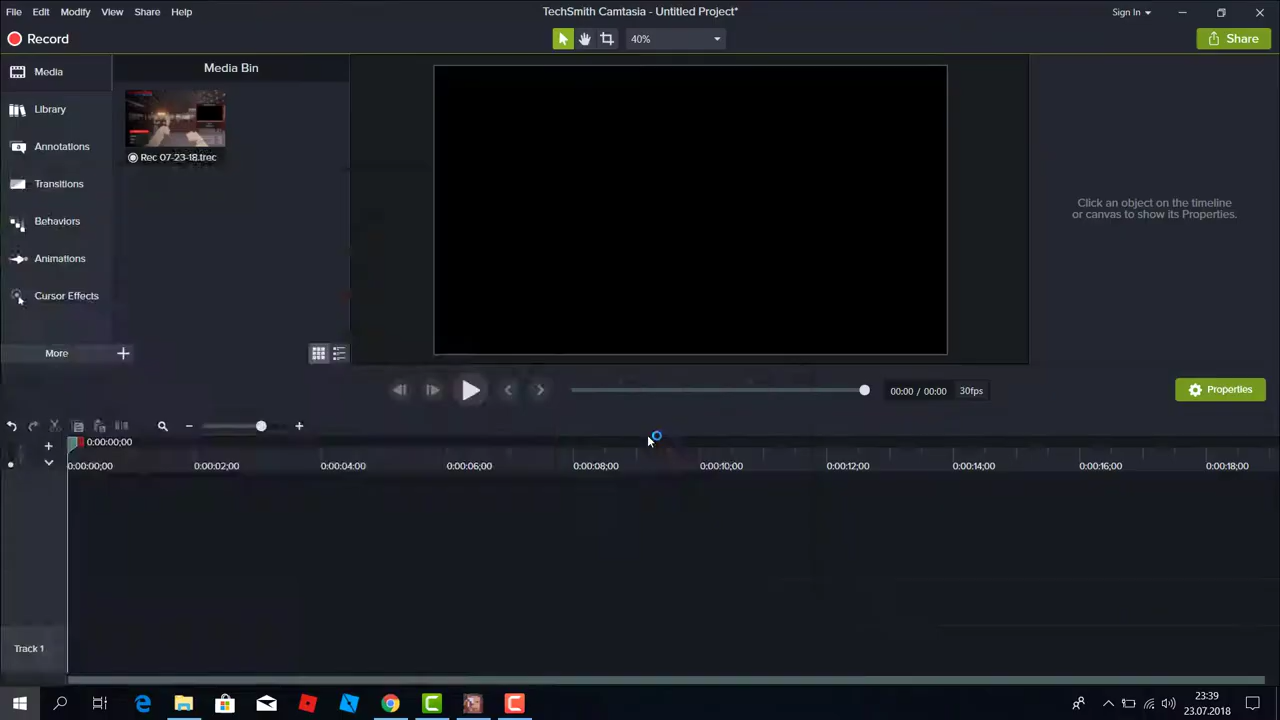 TechSmith Camtasia - Untitled Project*
File Edit Modify View Share Help
Sign In
Record
40%
Share
Media
Media Bin
Library
Rec 07-23-18.trec
Annotations
Transitions
Click an object on the timeline
or canvas to show its Properties.
Behaviors
Animations
Cursor Effects
More
00:00 / 00:00 30fps
Properties
0:00:00;00
0:00:00;00 0:00:02;00 0:00:04:00 0:00:06;00 0:00:08;00 0:00:10;00 0:00:12;00 0:00:14;00 0:00:16;00 0:00:18;00
Track 1
23:39
23.07.2018